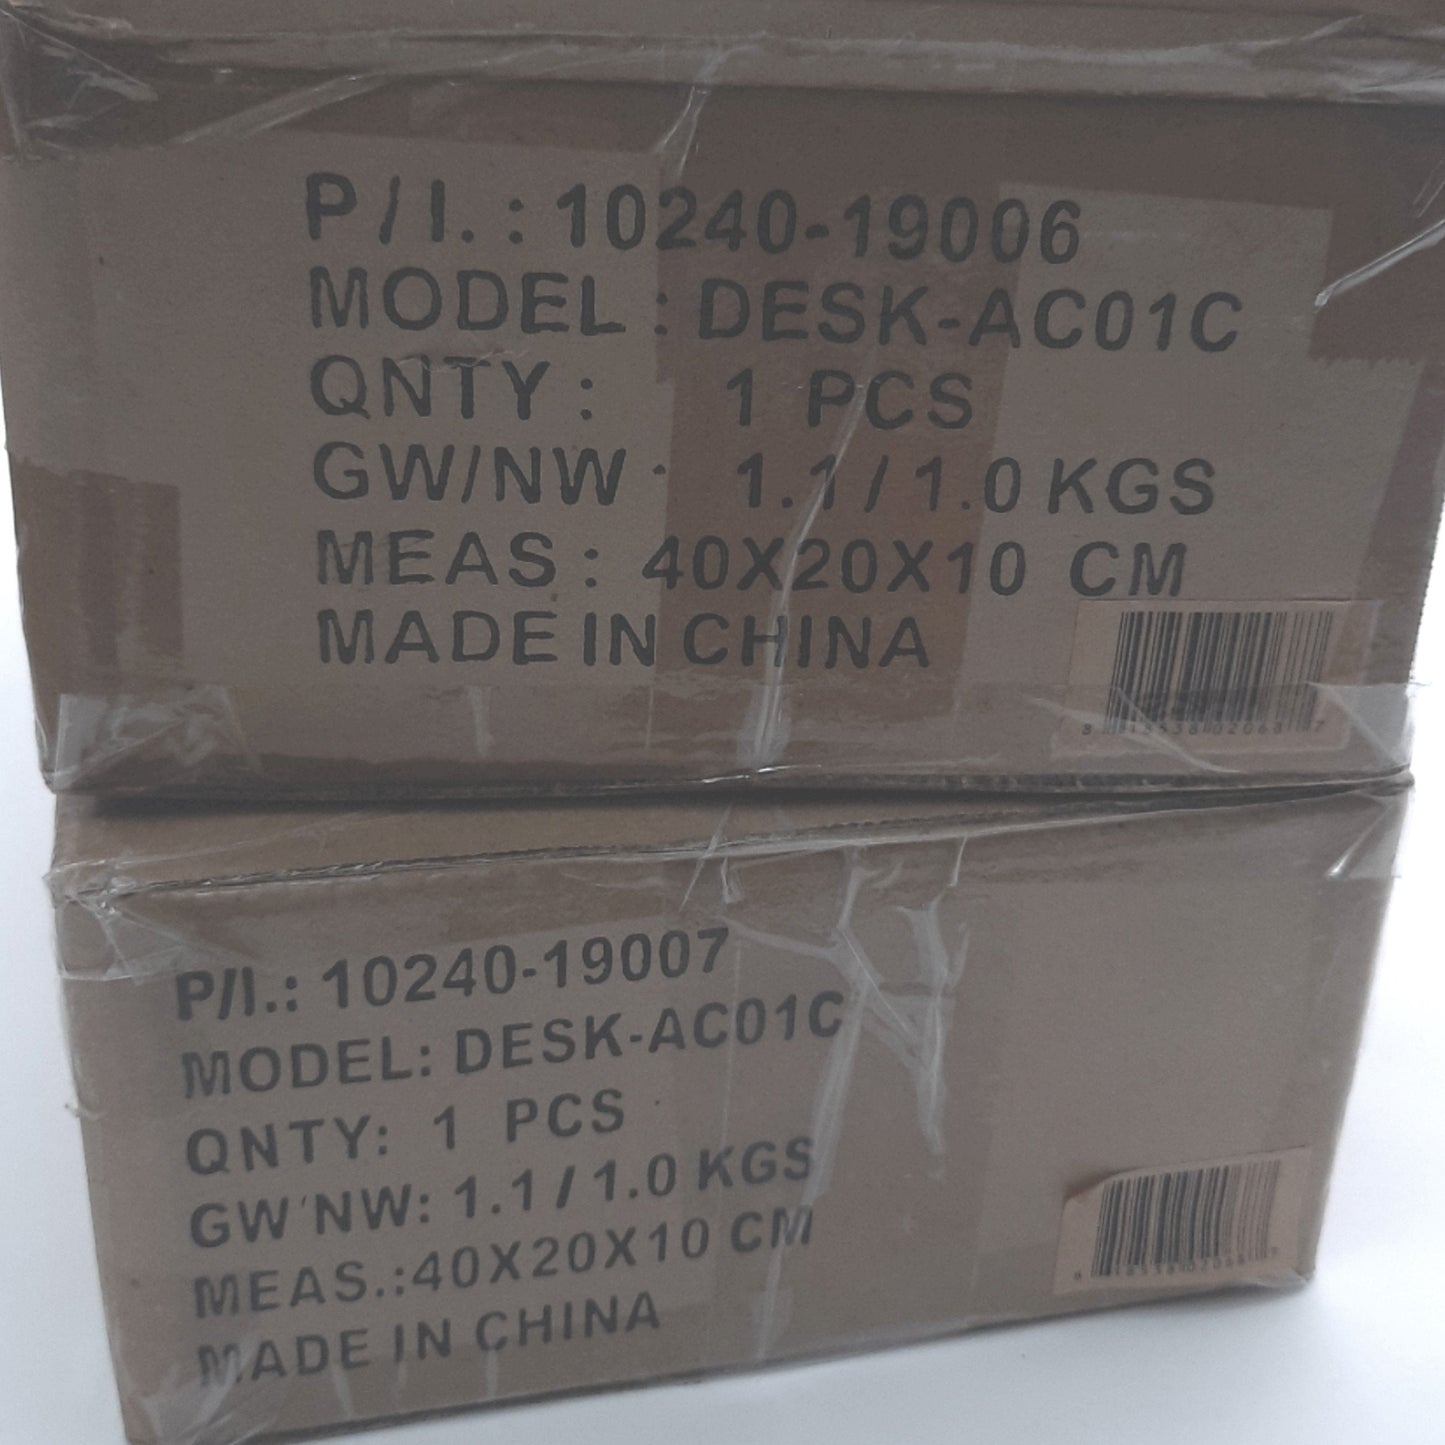 P/I.: 10240-19006
MODEL: DESK-AC01C
QNTY: 1 PCS
GW/NW: 1.1/1.0 KGS
MEAS: 40X20X10 CM
MADE IN CHINA
P/I.: 10240-19007
MODEL: DESK-AC01C
QNTY: 1 PCS
GW/NW: 1.1/1.0 KGS
MEAS.:40X20X10 CM
MADE IN CHINA